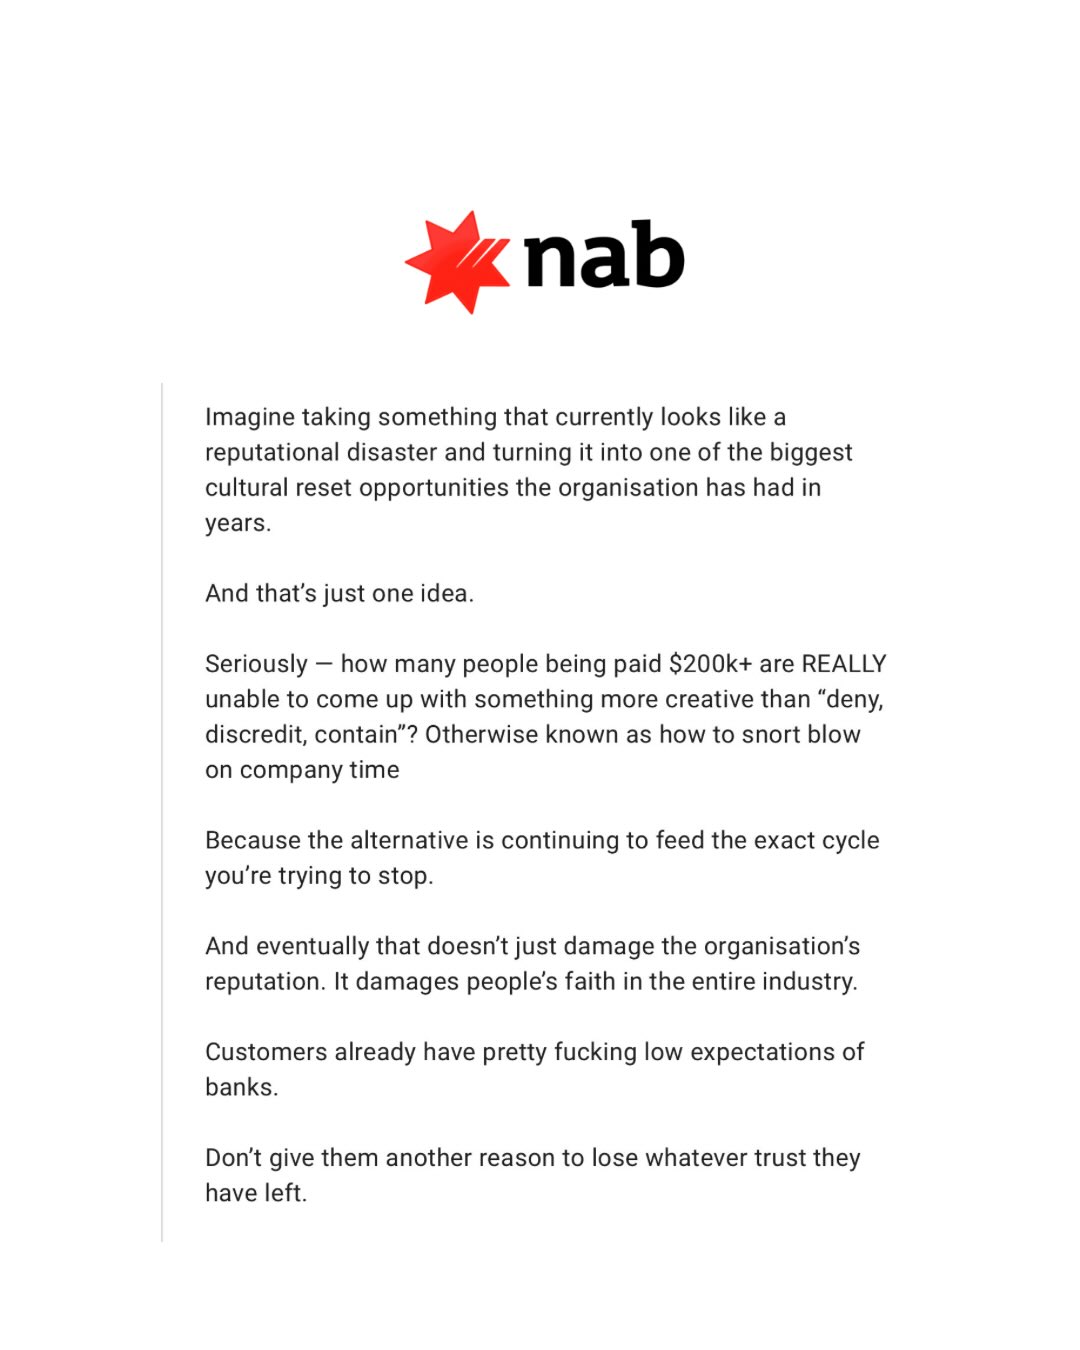 nab
Imagine taking something that currently looks like a
reputational disaster and turning it into one of the biggest
cultural reset opportunities the organisation has had in
years.
And that’s just one idea.
Seriously — how many people being paid $200k+ are REALLY
unable to come up with something more creative than “deny,
discredit, contain”? Otherwise known as how to snort blow
on company time
Because the alternative is continuing to feed the exact cycle
you’re trying to stop.
And eventually that doesn’t just damage the organisation’s
reputation. It damages people’s faith in the entire industry.
Customers already have pretty fucking low expectations of
banks.
Don’t give them another reason to lose whatever trust they
have left.